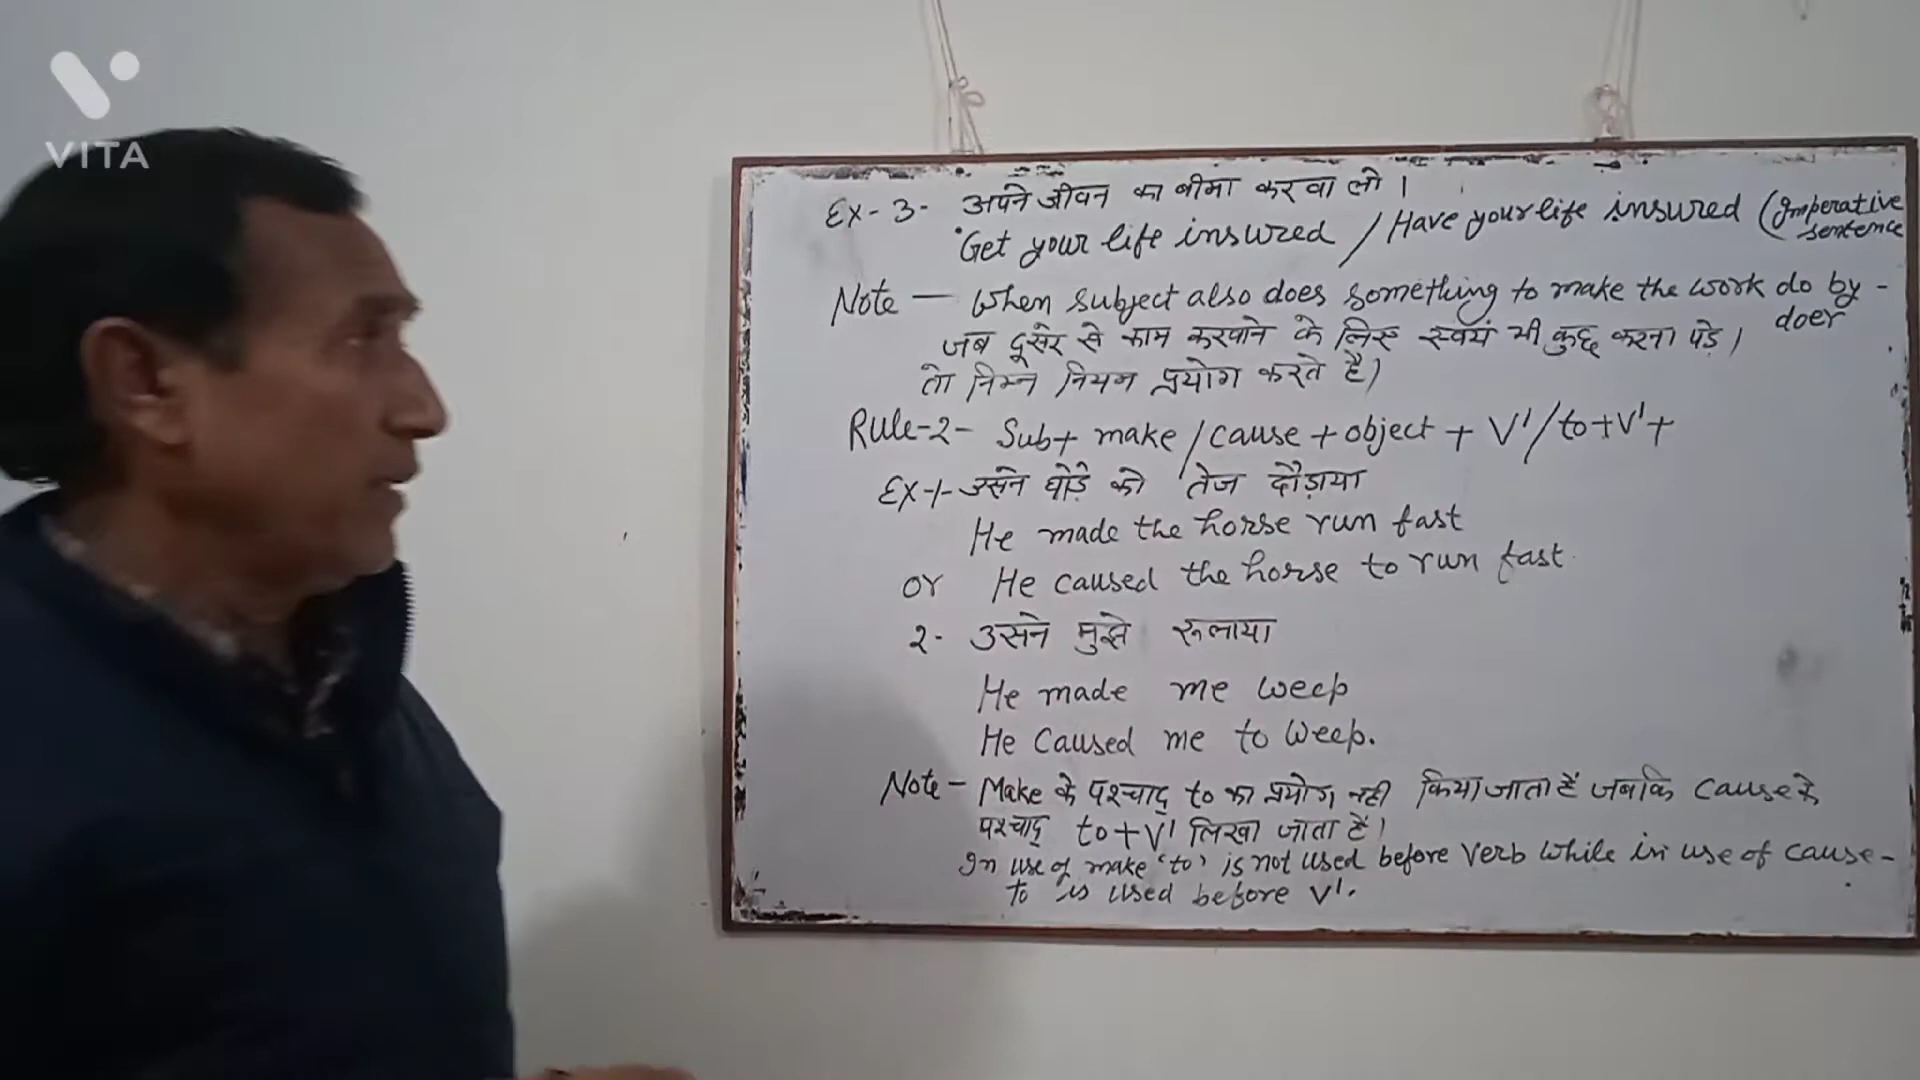 VITA
Ex-3- अपने जीवन का बीमा करवा लो ।
Get your life insured / Have your life insured (Imperative sentence
Note — When subject also does something to make the work do by - doer
जब दूसरे से काम करवाने के लिए स्वयं भी कुछ करना पड़े।
तो निम्न नियम प्रयोग करते है)
Rule-2- Sub+ make / cause + object + V¹/to+V¹+
Ex-1- उसने घोड़े को तेज दौड़ाया
He made the horse run fast
or He caused the horse to run fast.
2- उसने मुझे रूलाया
He made me weep
He Caused me to Weep.
Note - Make के पश्चाद् to का प्रयोग नही किया जाता हैं जबकि Cause के
पश्चाद् to+V¹ लिखा जाता हैं।
In use of make 'to' is not used before Verb while in use of cause-
to is used before V¹.